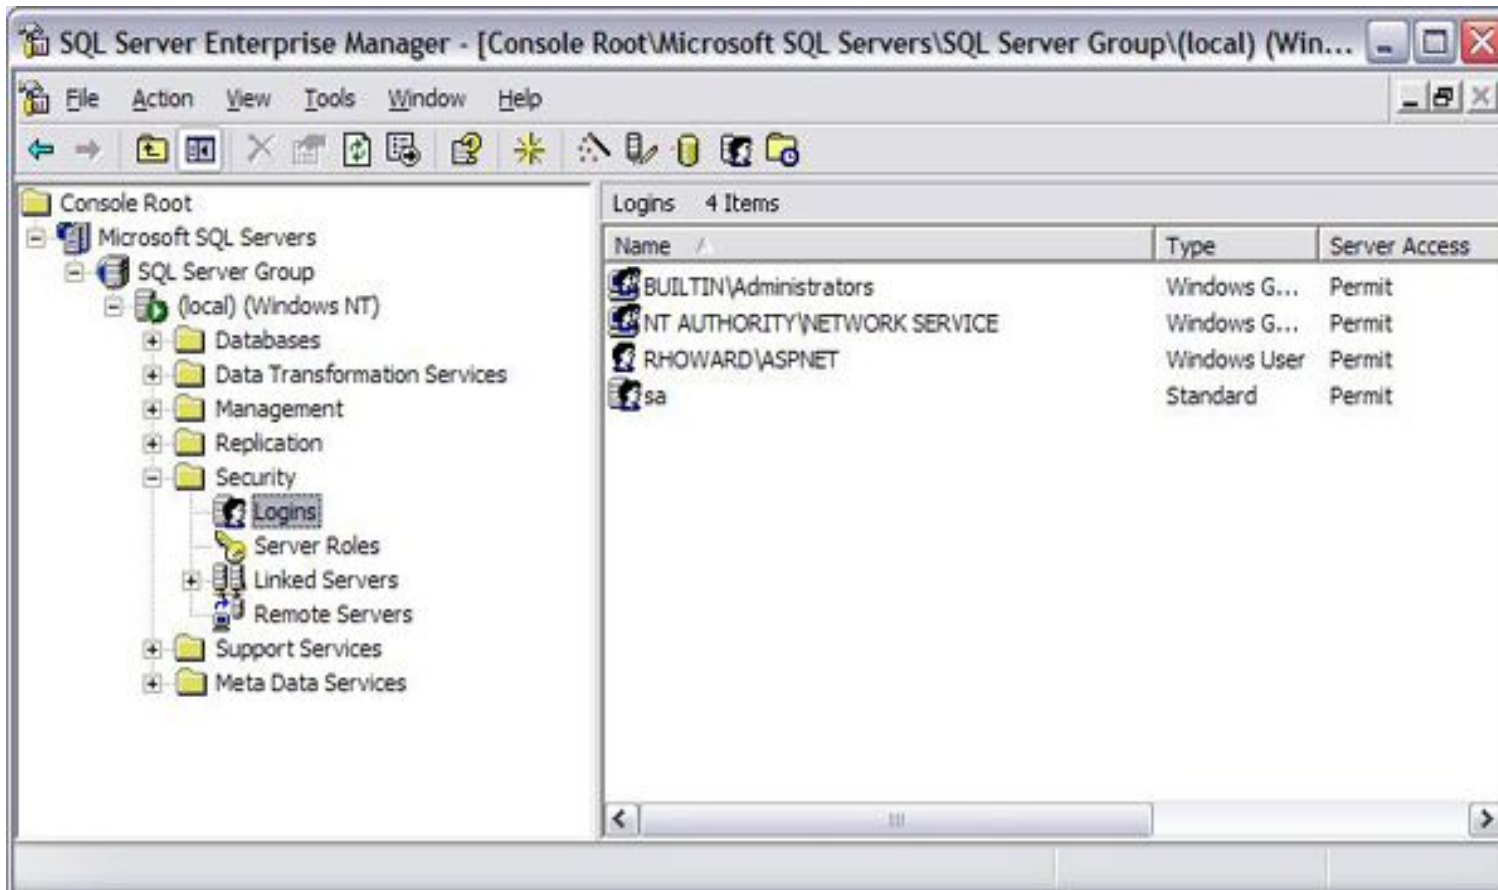 SQL Server Enterprise Manager - [Console Root\Microsoft SQL Servers\SQL Server Group\(local) (Win...
File Action View Tools Window Help
Console Root
Microsoft SQL Servers
SQL Server Group
(local) (Windows NT)
Databases
Data Transformation Services
Management
Replication
Security
Logins
Server Roles
Linked Servers
Remote Servers
Support Services
Meta Data Services
Logins 4 Items
Name Type Server Access
BUILTIN\Administrators Windows G... Permit
NT AUTHORITY\NETWORK SERVICE Windows G... Permit
RHOWARD\ASPNET Windows User Permit
sa Standard Permit